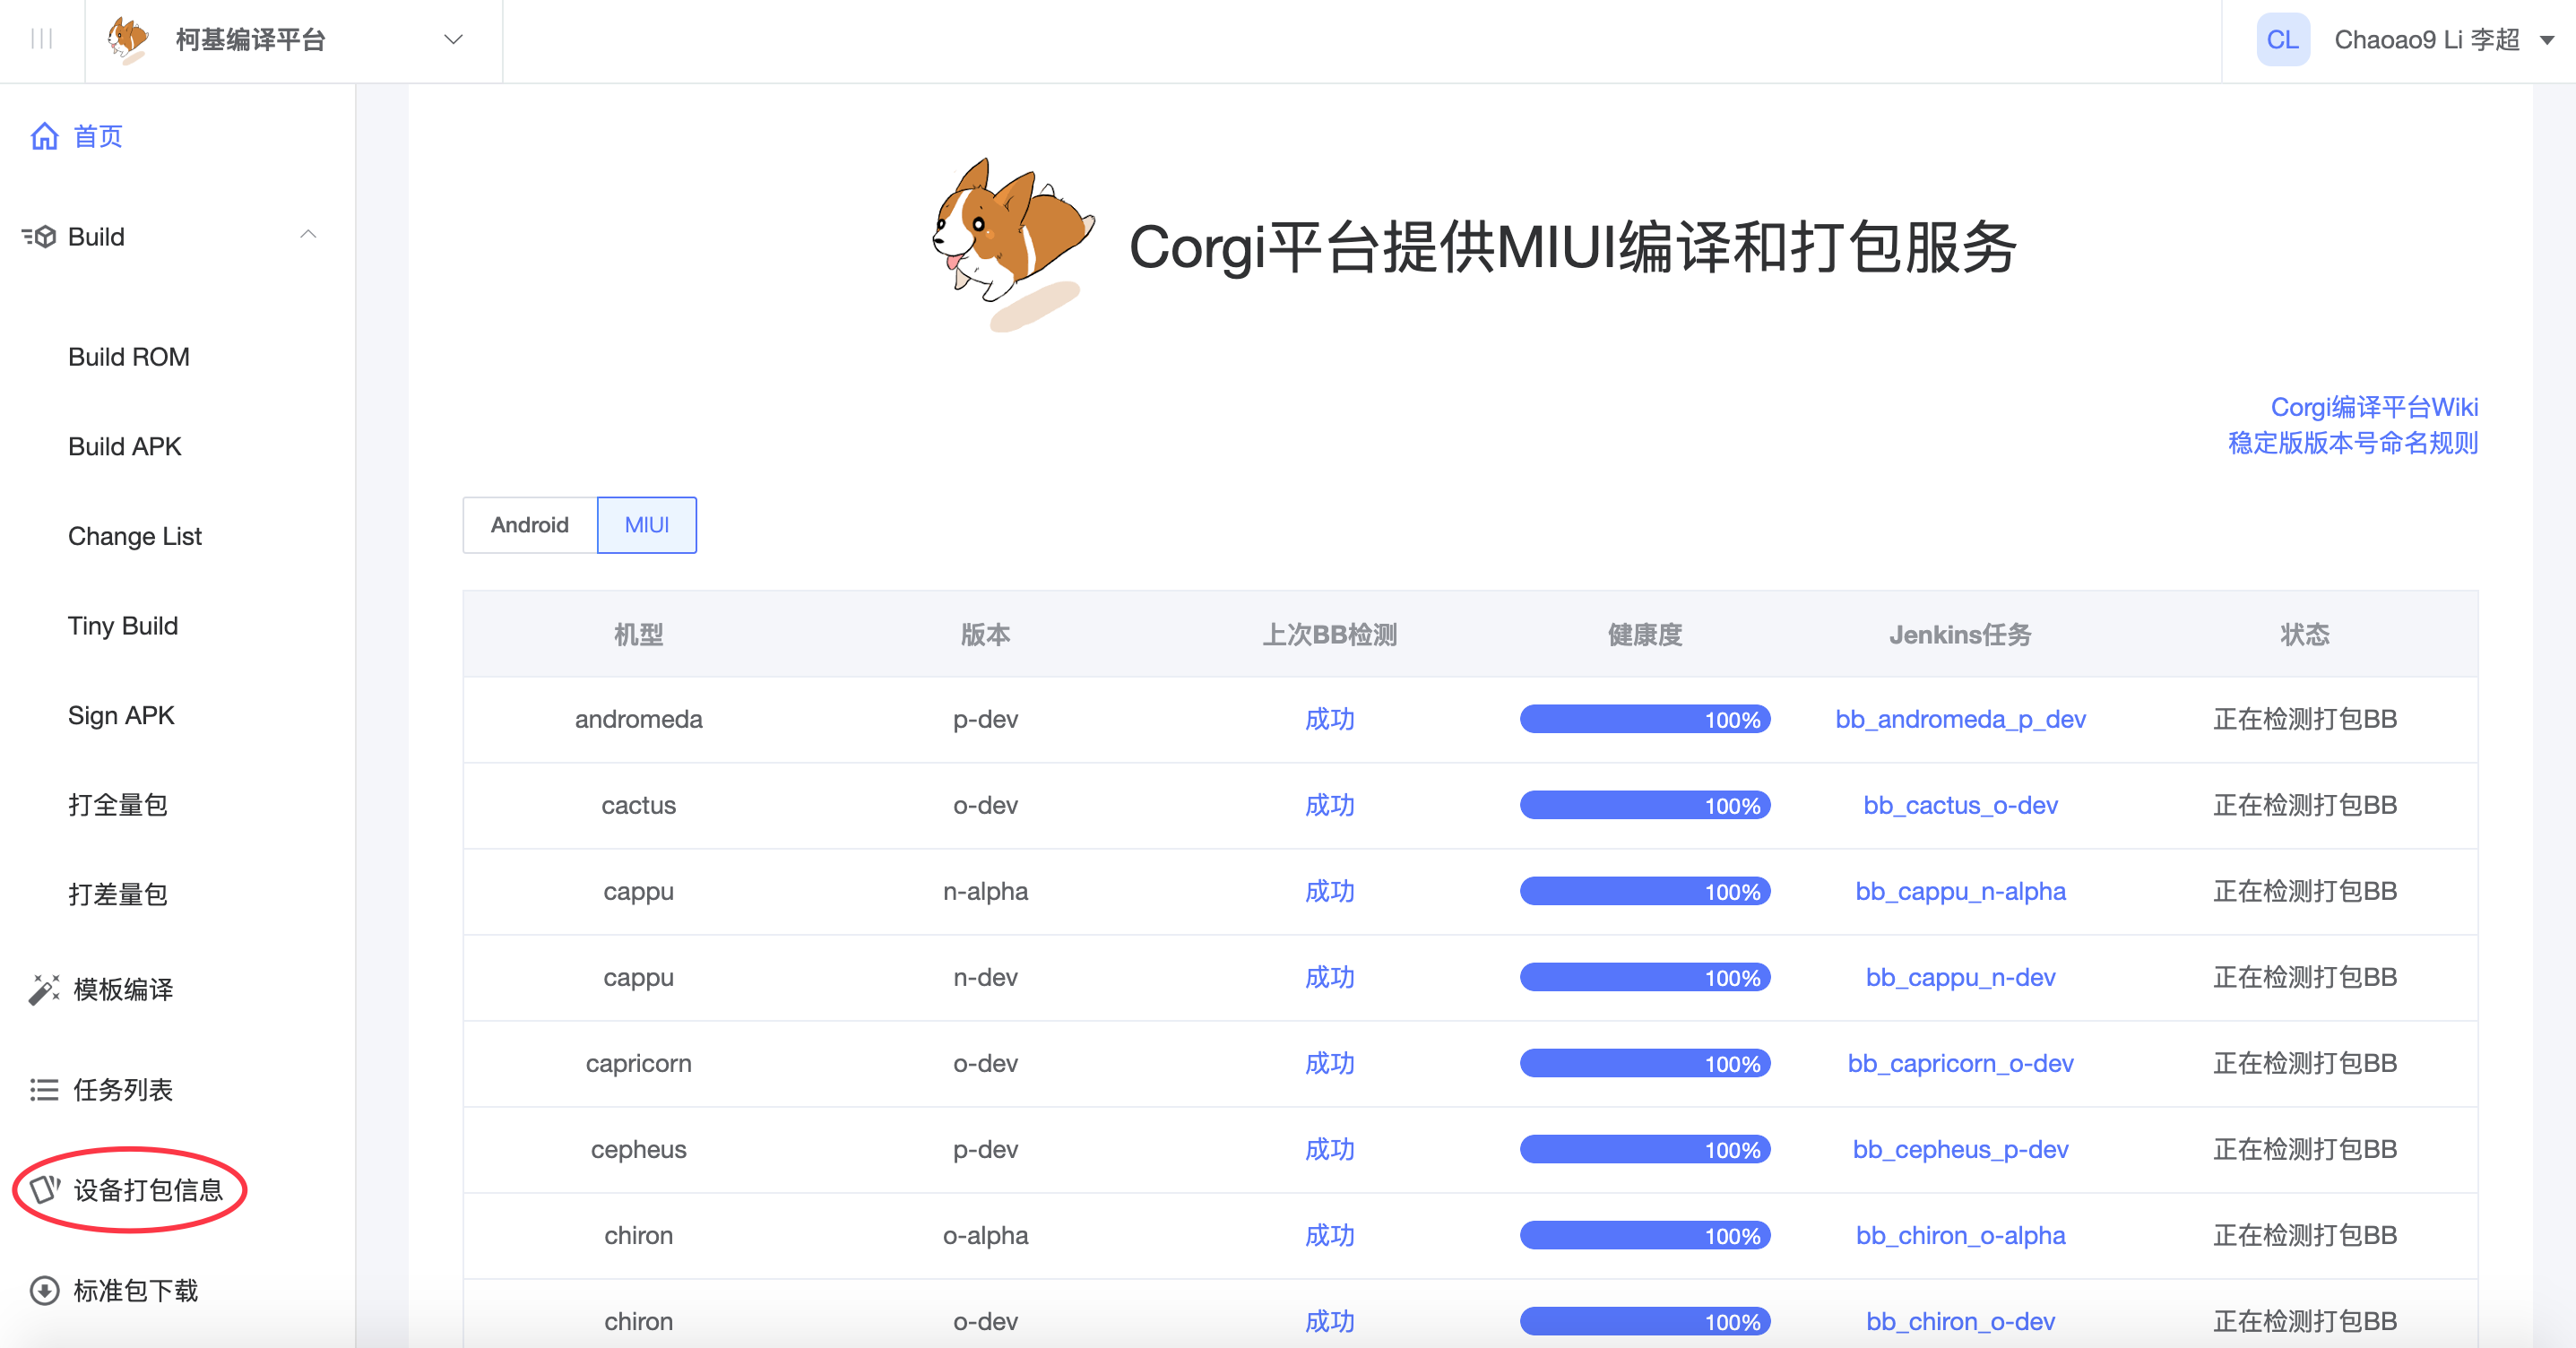 柯基编译平台
CL Chaoao9 Li 李超
首页
Build
Build ROM
Build APK
Change List
Tiny Build
Sign APK
打全量包
打差量包
模板编译
任务列表
设备打包信息
标准包下载
Corgi平台提供MIUI编译和打包服务
Corgi编译平台Wiki
稳定版版本号命名规则
Android MIUI
机型 版本 上次BB检测 健康度 Jenkins任务 状态
andromeda p-dev 成功 100% bb_andromeda_p_dev 正在检测打包BB
cactus o-dev 成功 100% bb_cactus_o-dev 正在检测打包BB
cappu n-alpha 成功 100% bb_cappu_n-alpha 正在检测打包BB
cappu n-dev 成功 100% bb_cappu_n-dev 正在检测打包BB
capricorn o-dev 成功 100% bb_capricorn_o-dev 正在检测打包BB
cepheus p-dev 成功 100% bb_cepheus_p-dev 正在检测打包BB
chiron o-alpha 成功 100% bb_chiron_o-alpha 正在检测打包BB
chiron o-dev 成功 100% bb_chiron_o-dev 正在检测打包BB